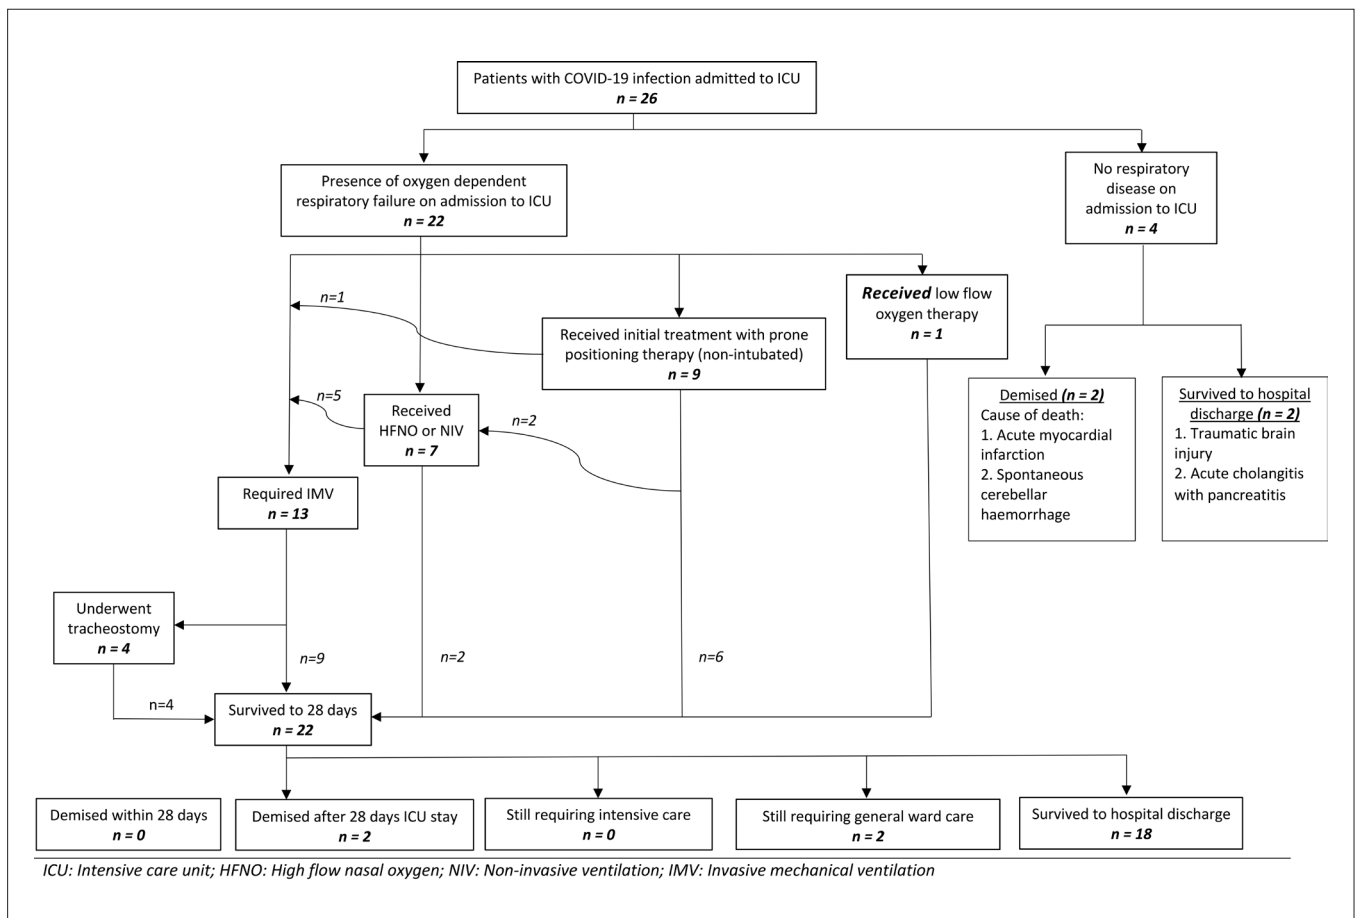 Patients with COVID-19 infection admitted to ICU
n = 26
Presence of oxygen dependent
respiratory failure on admission to ICU
n = 22
No respiratory
disease on
admission to ICU
n = 4
n=1
Received initial treatment with prone
positioning therapy (non-intubated)
n = 9
Received low flow
oxygen therapy
n = 1
n=5
Received
HFNO or NIV
n = 7
n=2
Demised (n = 2)
Cause of death:
1. Acute myocardial
infarction
2. Spontaneous
cerebellar
haemorrhage
Survived to hospital
discharge (n = 2)
1. Traumatic brain
injury
2. Acute cholangitis
with pancreatitis
Required IMV
n = 13
Underwent
tracheostomy
n = 4
n=9
n=2
n=6
n=4
Survived to 28 days
n = 22
Demised within 28 days
n = 0
Demised after 28 days ICU stay
n = 2
Still requiring intensive care
n = 0
Still requiring general ward care
n = 2
Survived to hospital discharge
n = 18
ICU: Intensive care unit; HFNO: High flow nasal oxygen; NIV: Non-invasive ventilation; IMV: Invasive mechanical ventilation